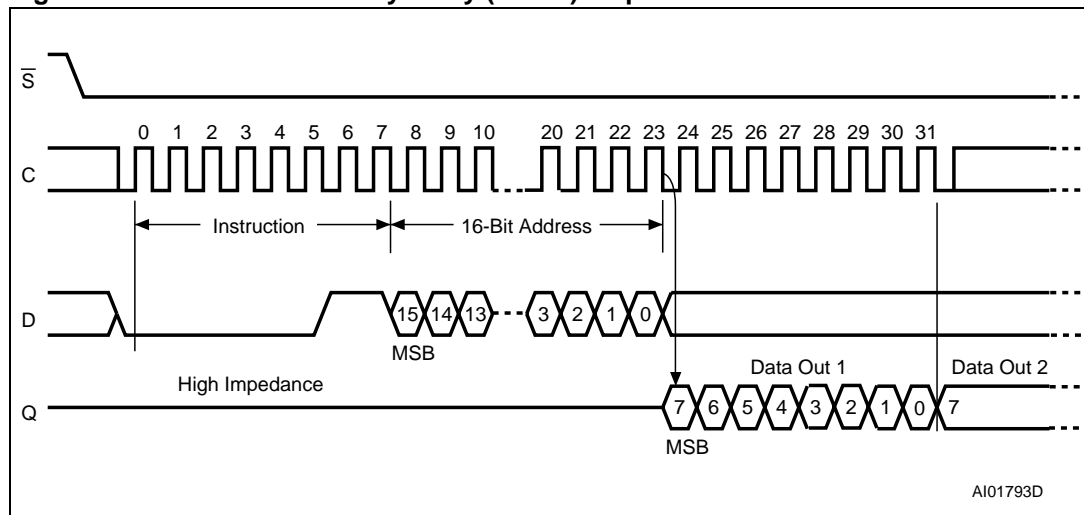 S
0 1 2 3 4 5 6 7 8 9 10 20 21 22 23 24 25 26 27 28 29 30 31
C
Instruction 16-Bit Address
D 15 14 13 3 2 1 0
MSB
High Impedance Data Out 1 Data Out 2
Q 7 6 5 4 3 2 1 0 7
MSB
AI01793D